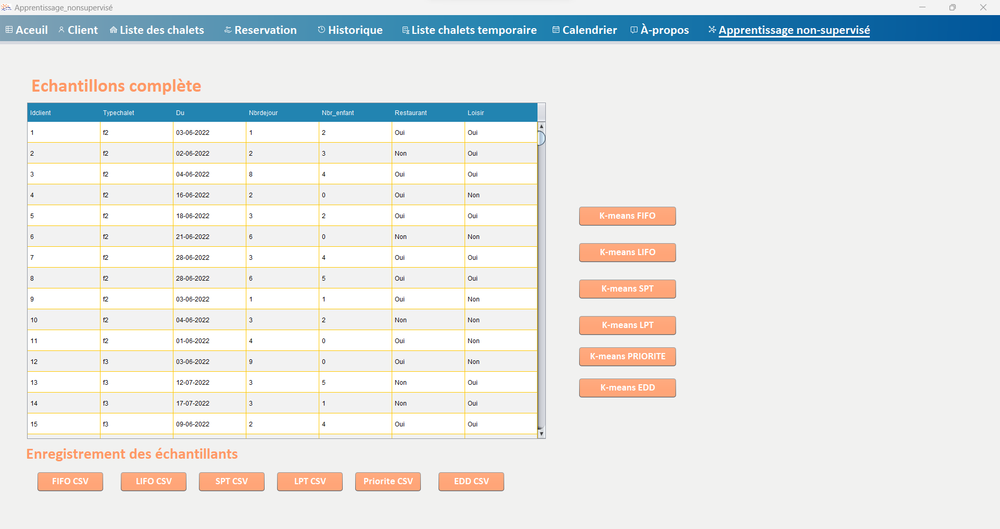 Apprentissage_nonsupervisé
Aceuil Client Liste des chalets Reservation Historique Liste chalets temporaire Calendrier À-propos Apprentissage non-supervisé
Echantillons complète
Idclient Typechalet Du Nbrdejour Nbr_enfant Restaurant Loisir
1 f2 03-06-2022 1 2 Oui Oui
2 f2 02-06-2022 2 3 Non Oui
3 f2 04-06-2022 8 4 Oui Oui
4 f2 16-06-2022 2 0 Oui Non
5 f2 18-06-2022 3 2 Oui Oui
6 f2 21-06-2022 6 0 Non Non
7 f2 28-06-2022 3 4 Oui Oui
8 f2 28-06-2022 6 5 Oui Oui
9 f2 03-06-2022 1 1 Oui Non
10 f2 04-06-2022 3 2 Non Non
11 f2 01-06-2022 4 0 Oui Non
12 f3 03-06-2022 9 0 Oui Non
13 f3 12-07-2022 3 5 Non Oui
14 f3 17-07-2022 3 1 Non Oui
15 f3 09-06-2022 2 4 Oui Oui
K-means FIFO
K-means LIFO
K-means SPT
K-means LPT
K-means PRIORITE
K-means EDD
Enregistrement des échantillants
FIFO CSV LIFO CSV SPT CSV LPT CSV Priorite CSV EDD CSV